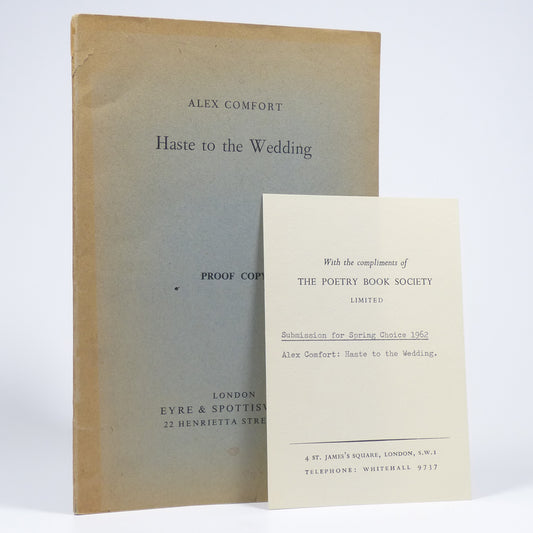 ALEX COMFORT
Haste to the Wedding
PROOF COPY
LONDON
EYRE & SPOTTISW
22 HENRIETTA STRE
With the compliments of
THE POETRY BOOK SOCIETY
LIMITED
Submission for Spring Choice 1962
Alex Comfort: Haste to the Wedding.
4 ST. JAMES'S SQUARE, LONDON, S.W.1
TELEPHONE: WHITEHALL 9737